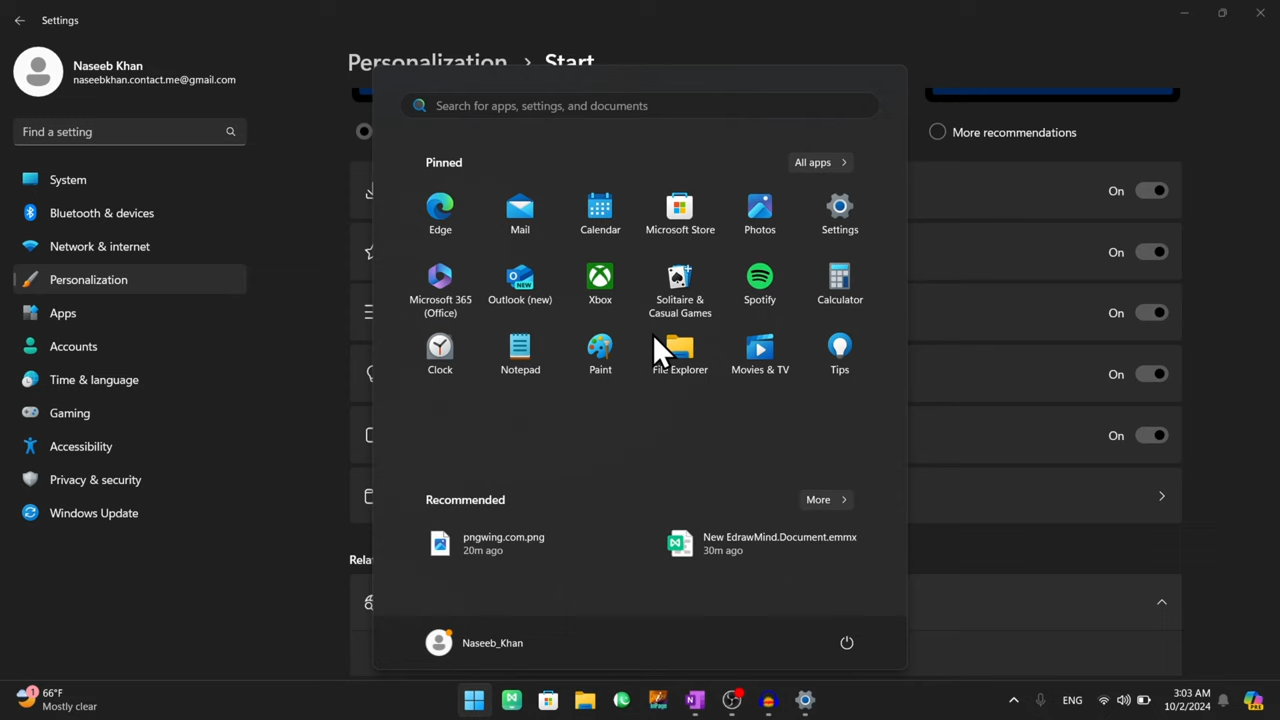 Settings
Naseeb Khan
naseebkhan.contact.me@gmail.com
Find a setting
System
Bluetooth & devices
Network & internet
Personalization
Apps
Accounts
Time & language
Gaming
Accessibility
Privacy & security
Windows Update
Personalization > Start
More recommendations
On
On
On
On
On
Rela
Search for apps, settings, and documents
Pinned
All apps
Edge
Mail
Calendar
Microsoft Store
Photos
Settings
Microsoft 365
(Office)
Outlook (new)
Xbox
Solitaire &
Casual Games
Spotify
Calculator
Clock
Notepad
Paint
File Explorer
Movies & TV
Tips
Recommended
More
pngwing.com.png
20m ago
New EdrawMind.Document.emmx
30m ago
Naseeb_Khan
1
66°F
Mostly clear
NEW
PRE
ENG
3:03 AM
10/2/2024